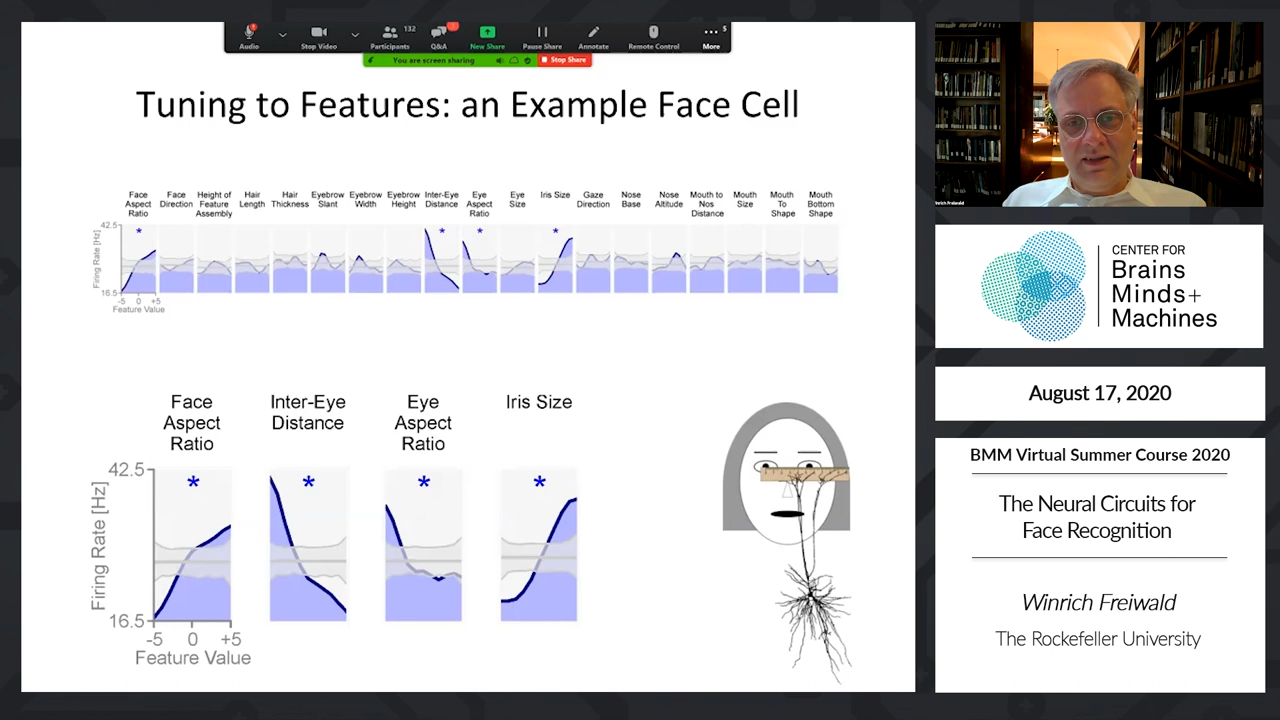 Audio
Stop Video
Participants
132
Q&A
New Share
Pause Share
Annotate
Remote Control
More
5
You are screen sharing
Stop Share
Tuning to Features: an Example Face Cell
Face Aspect Ratio
Face Direction
Height of Feature Assembly
Hair Length
Hair Thickness
Eyebrow Slant
Eyebrow Width
Eyebrow Height
Inter-Eye Distance
Eye Aspect Ratio
Eye Size
Iris Size
Gaze Direction
Nose Base
Nose Altitude
Mouth to Nos Distance
Mouth Size
Mouth To Shape
Mouth Bottom Shape
42.5
Firing Rate [Hz]
16.5
* * * *
-5 0 +5
Feature Value
Face
Aspect
Ratio
Inter-Eye
Distance
Eye
Aspect
Ratio
Iris Size
42.5
* * * *
Firing Rate [Hz]
16.5
-5 0 +5
Feature Value
inrich Freiwald
CENTER FOR
Brains
Minds+
Machines
August 17, 2020
BMM Virtual Summer Course 2020
The Neural Circuits for
Face Recognition
Winrich Freiwald
The Rockefeller University